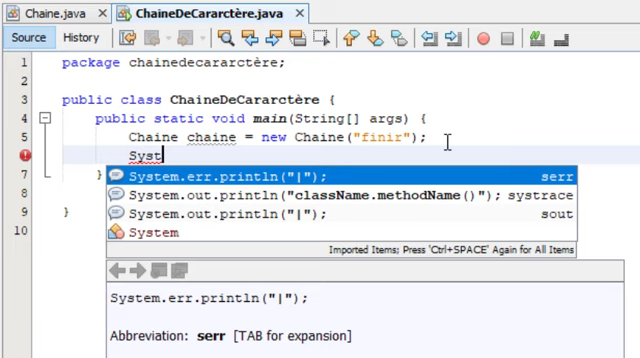 Chaine.java ChaineDeCararctère.java
Source History
1 package chainedecararctère;
2
3 public class ChaineDeCararctère {
4 public static void main(String[] args) {
5 Chaine chaine = new Chaine("finir");
Syst
7 }
System.err.println("|"); serr
8 System.out.println("className.methodName()"); systrace
9 } System.out.println("|"); sout
10 System
Imported Items; Press 'Ctrl+SPACE' Again for All Items
System.err.println("|");
Abbreviation: serr [TAB for expansion]